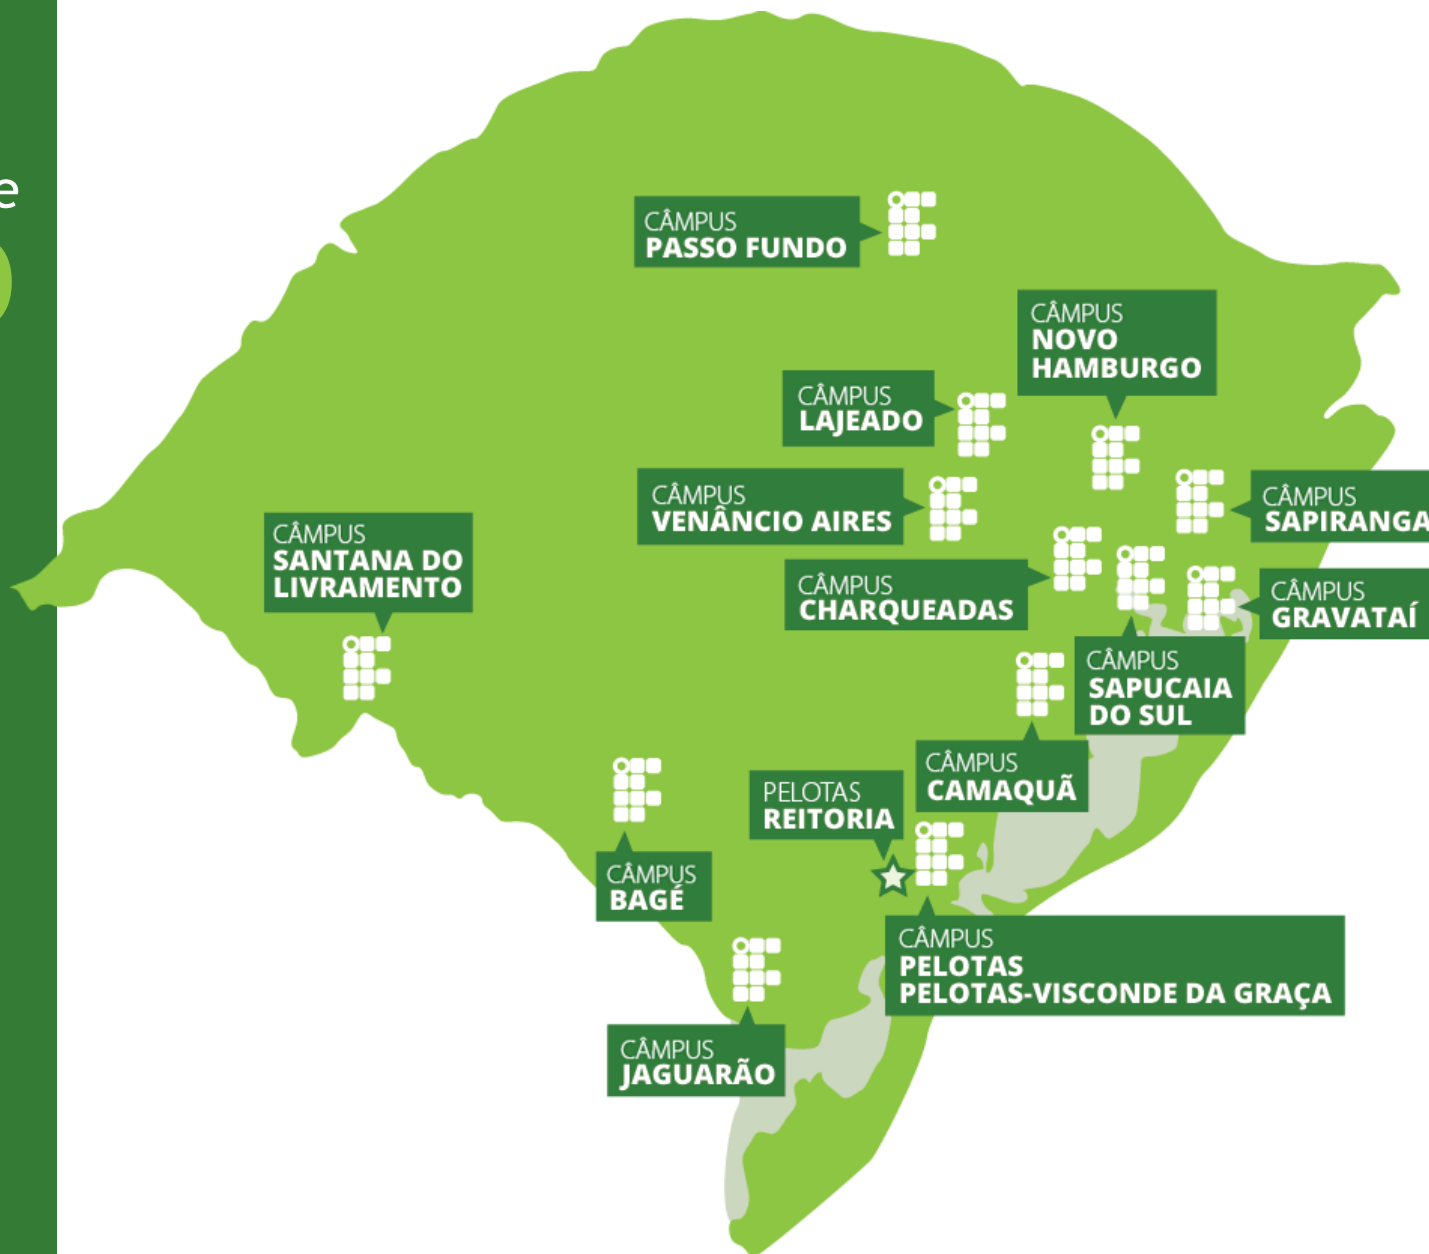 e
CÂMPUS
PASSO FUNDO
CÂMPUS
NOVO
HAMBURGO
CÂMPUS
LAJEADO
CÂMPUS
VENÂNCIO AIRES
CÂMPUS
SAPIRANGA
CÂMPUS
SANTANA DO
LIVRAMENTO
CÂMPUS
CHARQUEADAS
CÂMPUS
GRAVATAÍ
CÂMPUS
SAPUCAIA
DO SUL
CÂMPUS
CAMAQUÃ
PELOTAS
REITORIA
CÂMPUS
BAGÉ
CÂMPUS
PELOTAS
PELOTAS-VISCONDE DA GRAÇA
CÂMPUS
JAGUARÃO